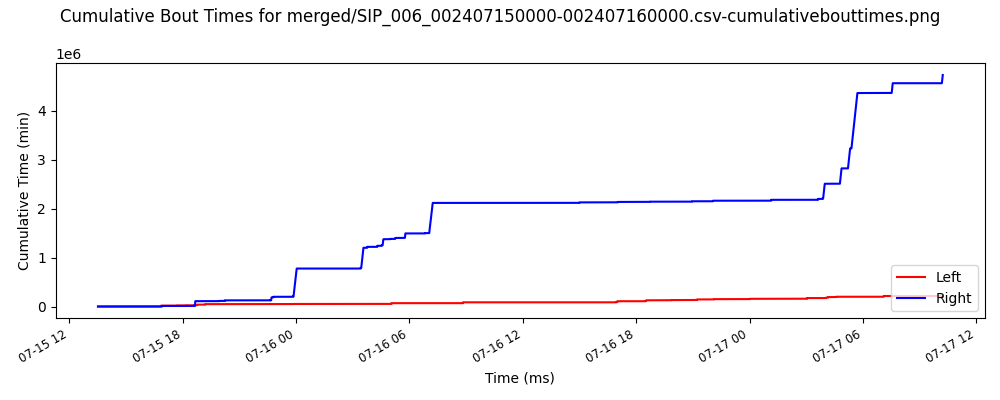 Cumulative Bout Times for merged/SIP_006_002407150000-002407160000.csv-cumulativebouttimes.png
1e6
4
3
2
1
0
Cumulative Time (min)
Left
Right
07-15 12
07-15 18
07-16 00
07-16 06
07-16 12
07-16 18
07-17 00
07-17 06
07-17 12
Time (ms)